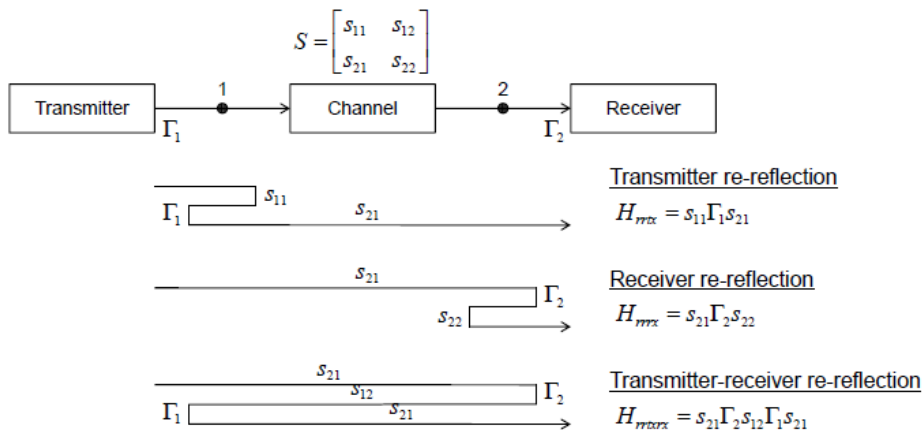 S = [s₁₁ s₁₂
s₂₁ s₂₂]
1
2
Transmitter
Channel
Receiver
Γ₁
Γ₂
Transmitter re-reflection
s₁₁
Γ₁
s₂₁
H_rrtx = s₁₁Γ₁s₂₁
Receiver re-reflection
s₂₁
Γ₂
s₂₂
H_rrrx = s₂₁Γ₂s₂₂
Transmitter-receiver re-reflection
s₂₁
s₁₂
Γ₂
Γ₁
s₂₁
H_rrtxrx = s₂₁Γ₂s₁₂Γ₁s₂₁